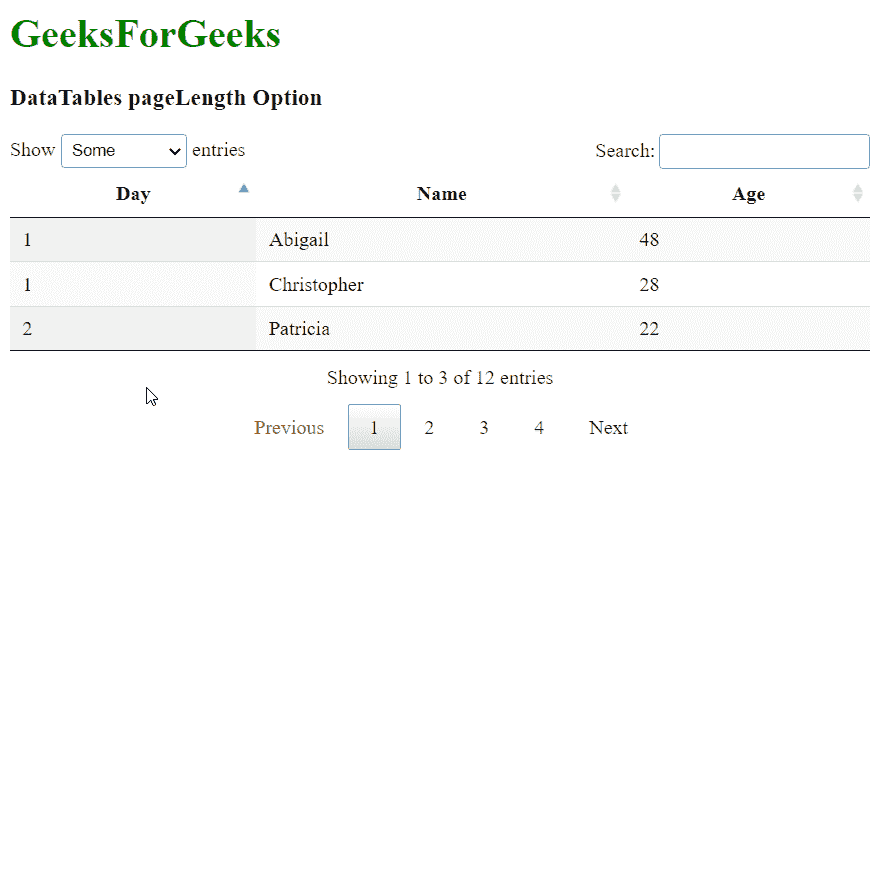 GeeksForGeeks
DataTables pageLength Option
Show Some entries Search:
Day Name Age
1 Abigail 48
1 Christopher 28
2 Patricia 22
Showing 1 to 3 of 12 entries
Previous 1 2 3 4 Next